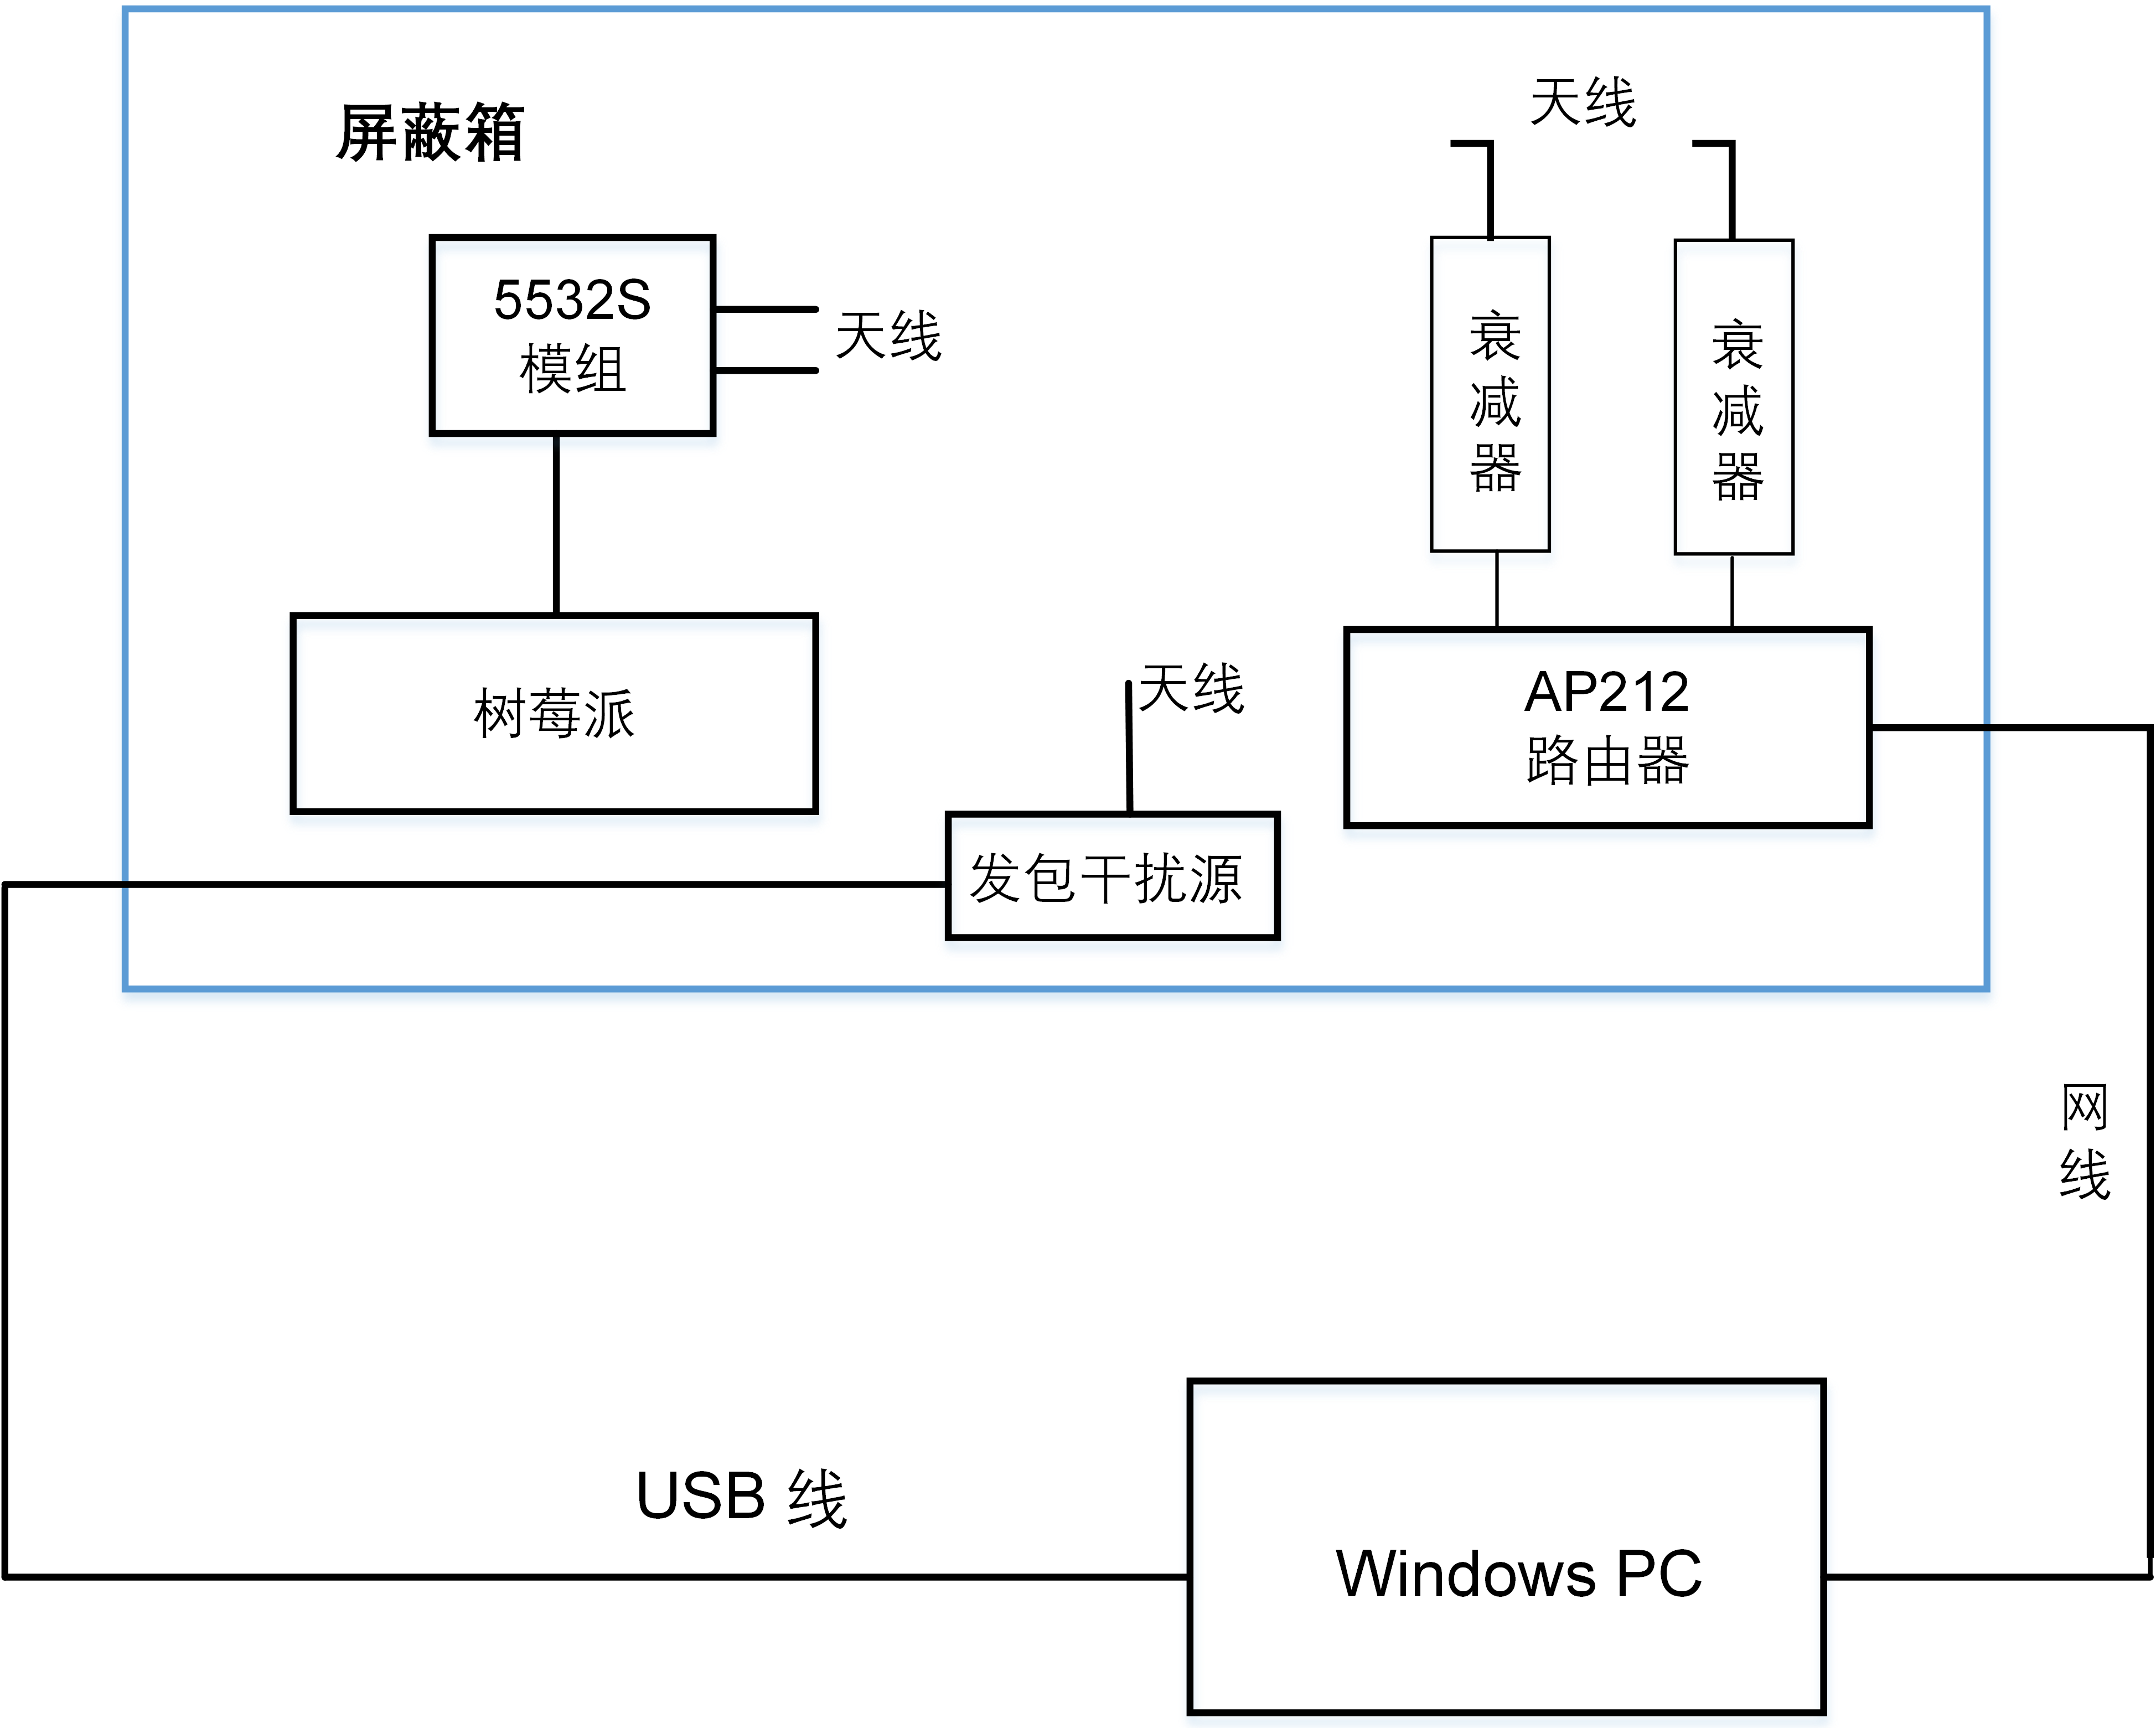 屏蔽箱
天线
5532S
模组
天线
衰减器
衰减器
树莓派
天线
AP212
路由器
发包干扰源
网线
USB 线
Windows PC